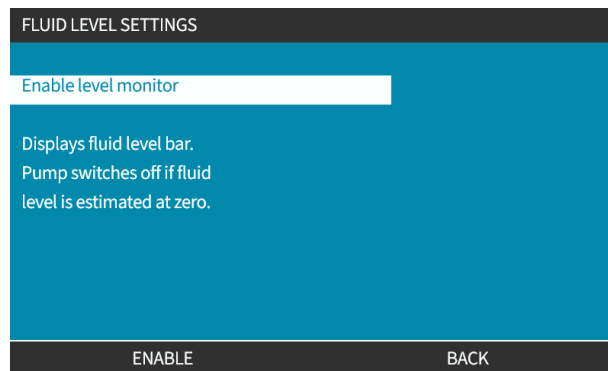 FLUID LEVEL SETTINGS
Enable level monitor
Displays fluid level bar.
Pump switches off if fluid
level is estimated at zero.
ENABLE BACK